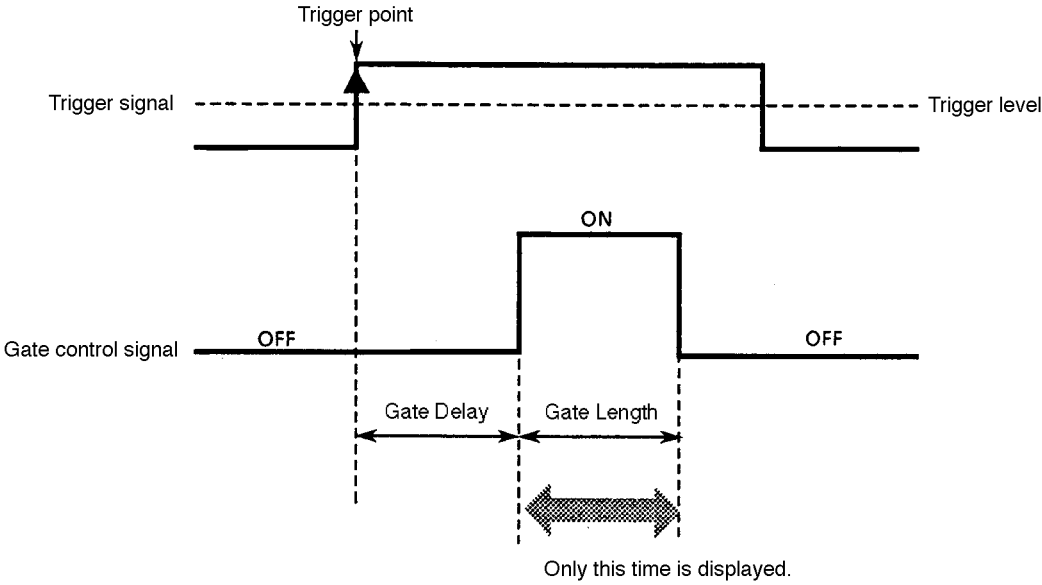 Trigger point
Trigger signal
Trigger level
ON
Gate control signal
OFF
OFF
Gate Delay
Gate Length
Only this time is displayed.